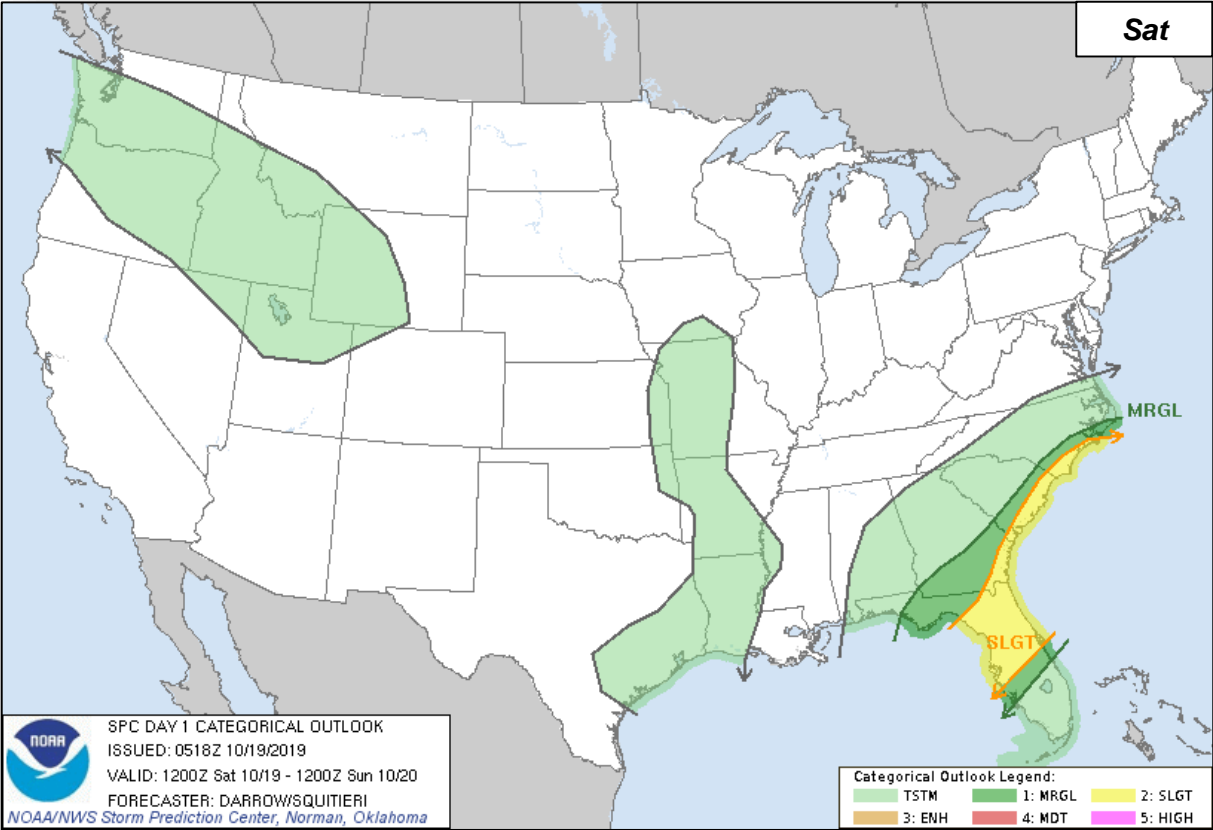 Sat
MRGL
SLGT
NOAA
SPC DAY 1 CATEGORICAL OUTLOOK
ISSUED: 0518Z 10/19/2019
VALID: 1200Z Sat 10/19 - 1200Z Sun 10/20
FORECASTER: DARROW/SQUITIERI
NOAA/NWS Storm Prediction Center, Norman, Oklahoma
Categorical Outlook Legend:
TSTM 1: MRGL 2: SLGT
3: ENH 4: MDT 5: HIGH